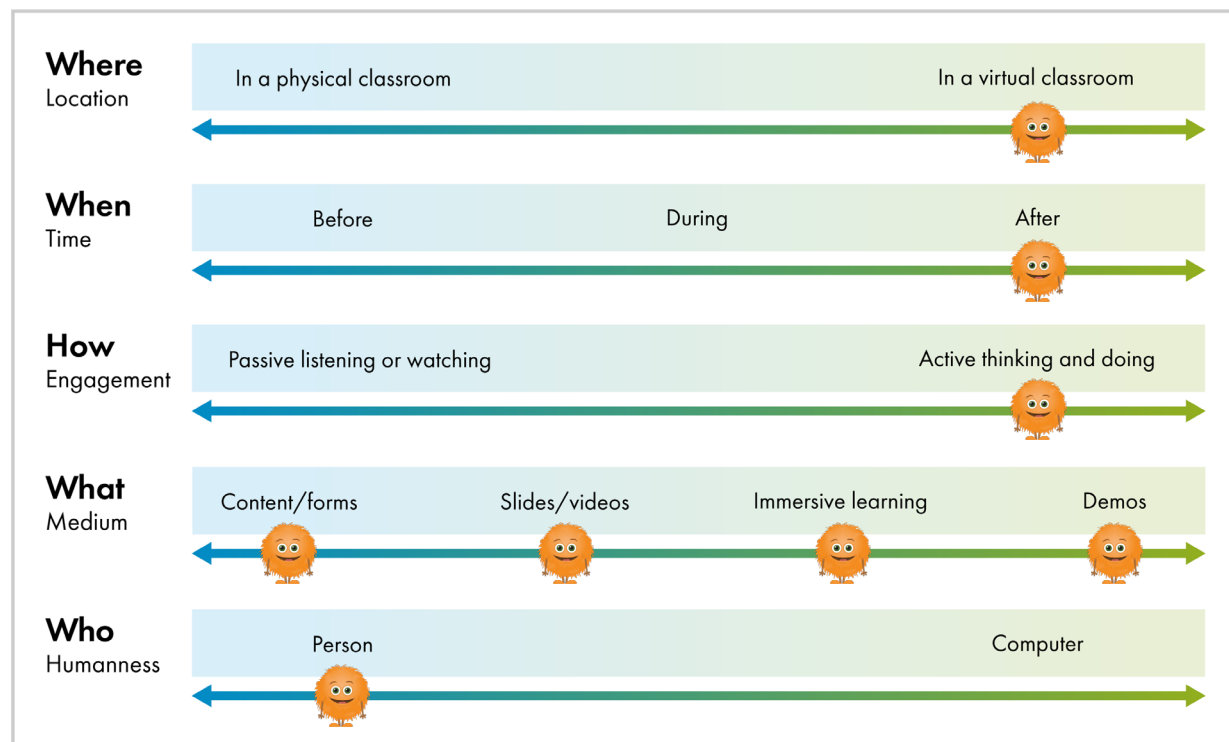 Where
Location
In a physical classroom
In a virtual classroom
When
Time
Before
During
After
How
Engagement
Passive listening or watching
Active thinking and doing
What
Medium
Content/forms
Slides/videos
Immersive learning
Demos
Who
Humanness
Person
Computer